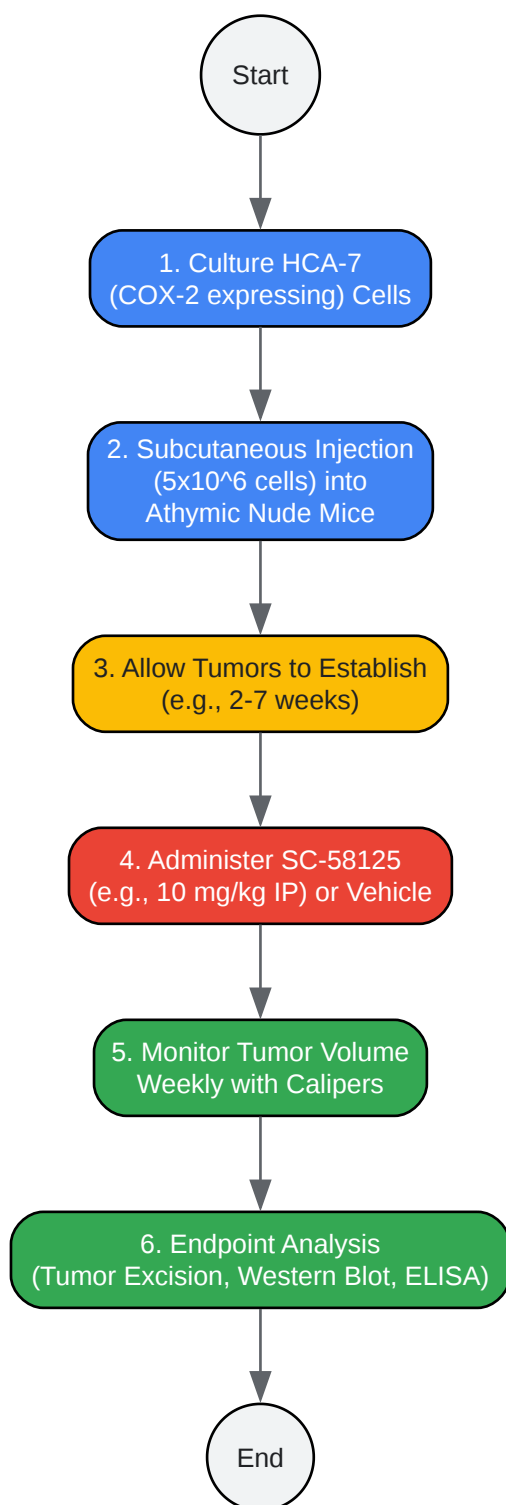 Start
1. Culture HCA-7
(COX-2 expressing) Cells
2. Subcutaneous Injection
(5x10^6 cells) into
Athymic Nude Mice
3. Allow Tumors to Establish
(e.g., 2-7 weeks)
4. Administer SC-58125
(e.g., 10 mg/kg IP) or Vehicle
5. Monitor Tumor Volume
Weekly with Calipers
6. Endpoint Analysis
(Tumor Excision, Western Blot, ELISA)
End